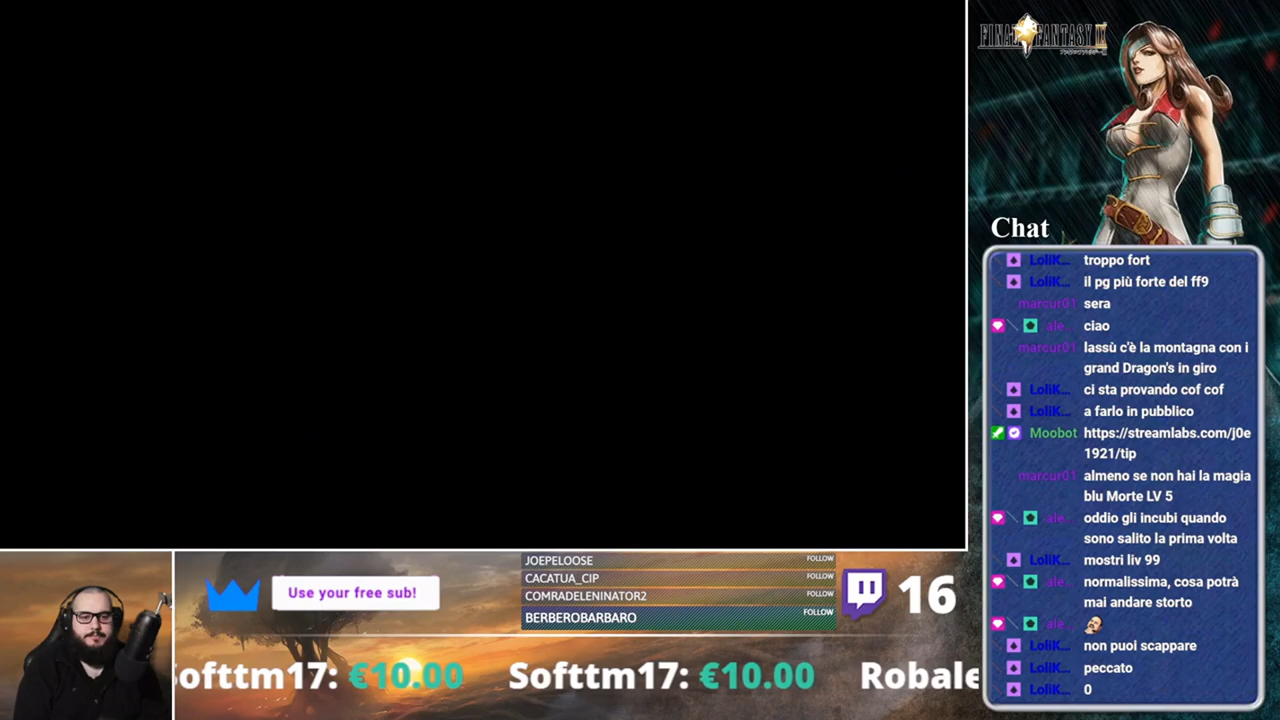 FINAL FANTASY IX
Chat
LoliK... troppo fort
LoliK... il pg più forte del ff9
marcur01 sera
ale... ciao
marcur01 lassù c'è la montagna con i
grand Dragon's in giro
LoliK... ci sta provando cof cof
LoliK... a farlo in pubblico
Moobot https://streamlabs.com/j0e
1921/tip
marcur01 almeno se non hai la magia
blu Morte LV 5
ale... oddio gli incubi quando
sono salito la prima volta
LoliK... mostri liv 99
ale... normalissima, cosa potrà
mai andare storto
ale...
LoliK... non puoi scappare
LoliK... peccato
LoliK... 0
Use your free sub!
JOEPELOOSE FOLLOW
CACATUA_CIP FOLLOW
COMRADELENINATOR2 FOLLOW
BERBEROBARBARO FOLLOW
16
Softtm17: €10.00 Softtm17: €10.00 Robale